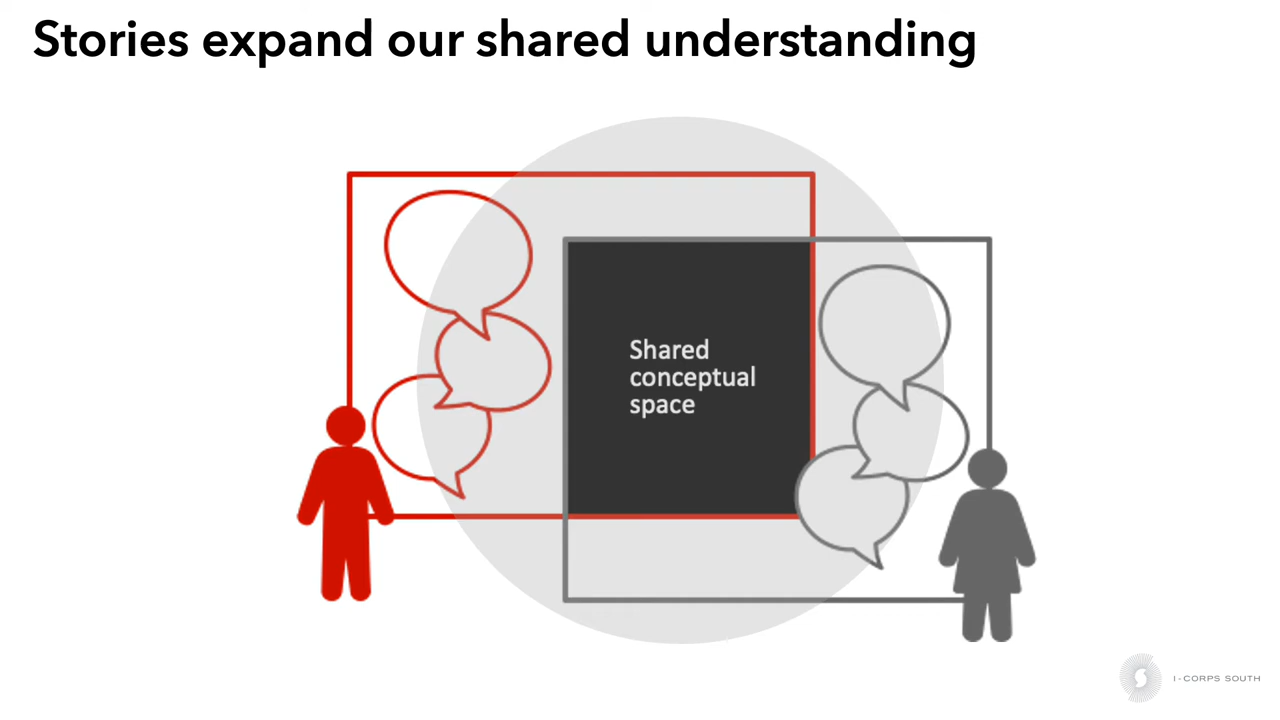 Stories expand our shared understanding
Shared
conceptual
space
I-CORPS SOUTH